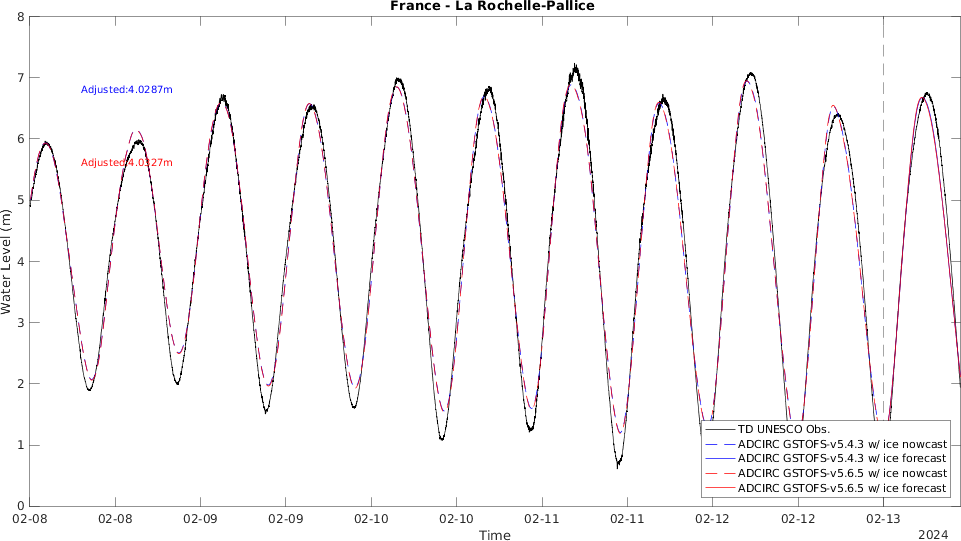 France - La Rochelle-Pallice
8
7
6
5
4
3
2
1
0
Water Level (m)
Adjusted:4.0287m
Adjusted:4.0327m
TD UNESCO Obs.
ADCIRC GSTOFS-v5.4.3 w/ ice nowcast
ADCIRC GSTOFS-v5.4.3 w/ ice forecast
ADCIRC GSTOFS-v5.6.5 w/ ice nowcast
ADCIRC GSTOFS-v5.6.5 w/ ice forecast
02-08 02-08 02-09 02-09 02-10 02-10 02-11 02-11 02-12 02-12 02-13
Time
2024